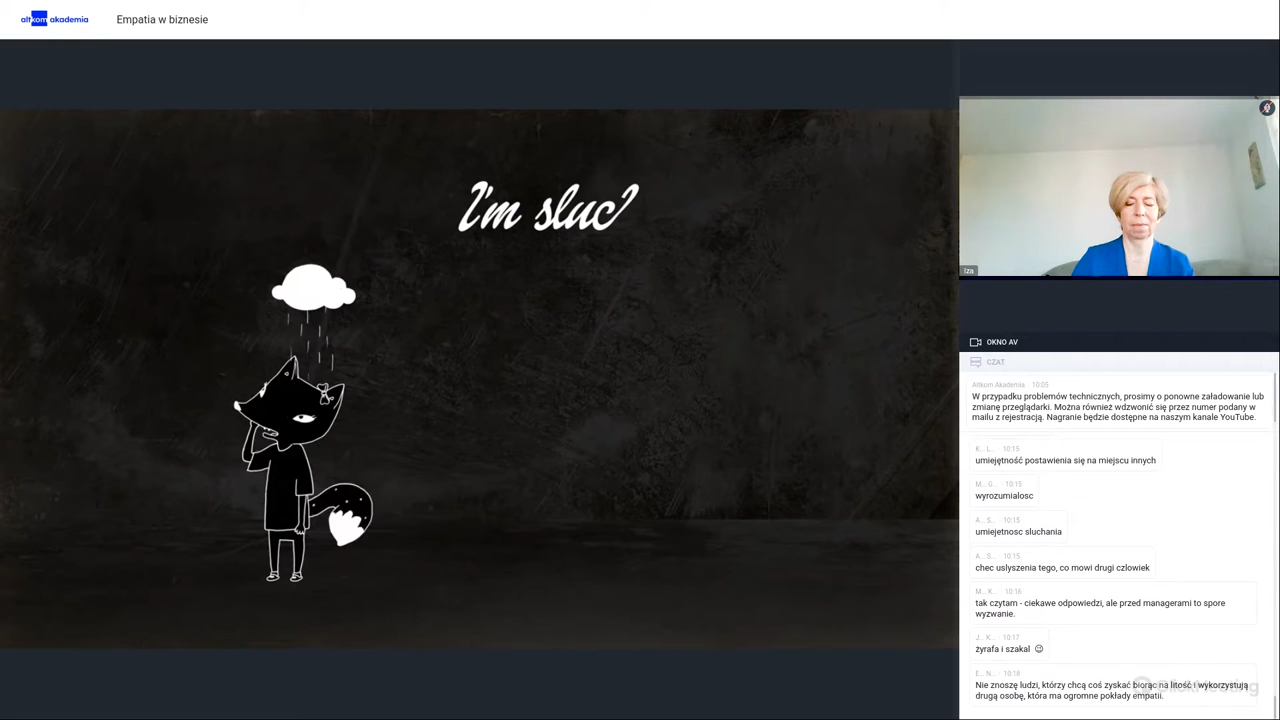 altkom akademia
Empatia w biznesie
I'm sluc
Iza
OKNO AV
CZAT
Altkom Akademia · 10:05
W przypadku problemów technicznych, prosimy o ponowne załadowanie lub
zmianę przeglądarki. Można również wdzwonić się przez numer podany w
mailu z rejestracją. Nagranie będzie dostępne na naszym kanale YouTube.
K... L... · 10:15
umiejętność postawienia się na miejscu innych
M... G... · 10:15
wyrozumialosc
A... S... · 10:15
umiejetnosc sluchania
A... S... · 10:15
chec uslyszenia tego, co mowi drugi czlowiek
M... K... · 10:16
tak czytam - ciekawe odpowiedzi, ale przed managerami to spore
wyzwanie.
J... K... · 10:17
żyrafa i szakal 😉
E... N... · 10:18
Nie znoszę ludzi, którzy chcą coś zyskać biorąc na litość i wykorzystują
drugą osobę, która ma ogromne pokłady empatii.
ClickMeeting